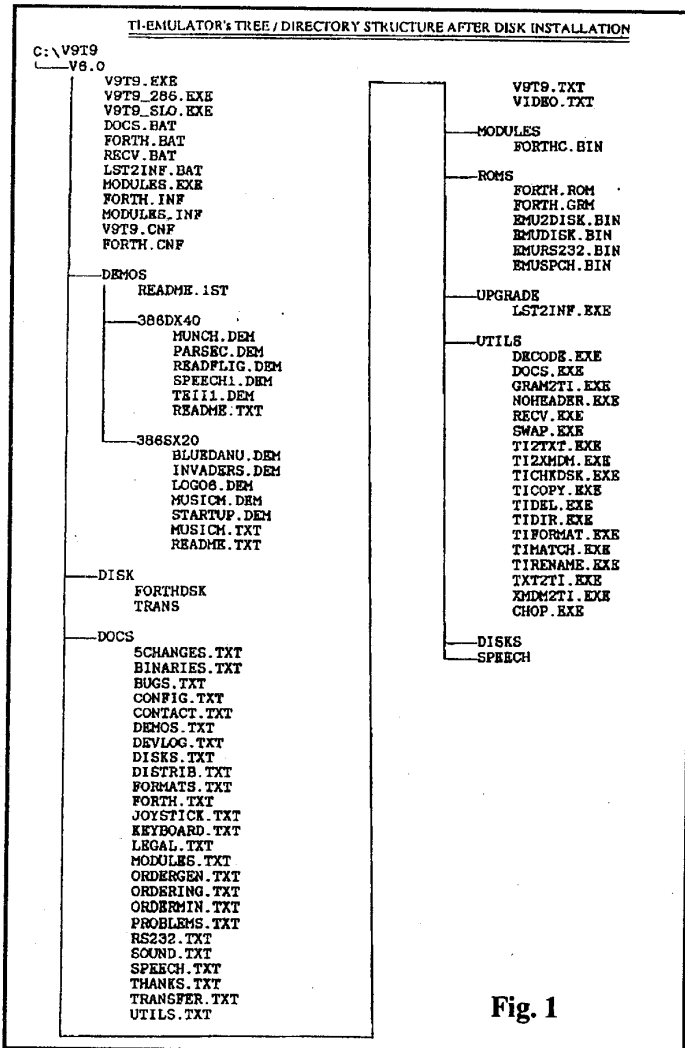 TI-EMULATOR's TREE / DIRECTORY STRUCTURE AFTER DISK INSTALLATION
C:\V9T9
V6.0
V9T9.EXE
V9T9_286.EXE
V9T9_SLO.EXE
DOCS.BAT
FORTH.BAT
RECV.BAT
LST2INF.BAT
MODULES.EXE
FORTH.INF
MODULES.INF
V9T9.CNF
FORTH.CNF
DEMOS
README.1ST
386DX40
MUNCH.DEM
PARSEC.DEM
READFLIG.DEM
SPEECH1.DEM
TEII1.DEM
README.TXT
386SX20
BLUEDANU.DEM
INVADERS.DEM
LOGO6.DEM
MUSICM.DEM
STARTUP.DEM
MUSICM.TXT
README.TXT
DISK
FORTHDSK
TRANS
DOCS
5CHANGES.TXT
BINARIES.TXT
BUGS.TXT
CONFIG.TXT
CONTACT.TXT
DEMOS.TXT
DEVLOG.TXT
DISKS.TXT
DISTRIB.TXT
FORMATS.TXT
FORTH.TXT
JOYSTICK.TXT
KEYBOARD.TXT
LEGAL.TXT
MODULES.TXT
ORDERGEN.TXT
ORDERING.TXT
ORDERMIN.TXT
PROBLEMS.TXT
RS232.TXT
SOUND.TXT
SPEECH.TXT
THANKS.TXT
TRANSFER.TXT
UTILS.TXT
V9T9.TXT
VIDEO.TXT
MODULES
FORTHC.BIN
ROMS
FORTH.ROM
FORTH.GRM
EMU2DISK.BIN
EMUDISK.BIN
EMURS232.BIN
EMUSPCH.BIN
UPGRADE
LST2INF.EXE
UTILS
DECODE.EXE
DOCS.EXE
GRAM2TI.EXE
NOHEADER.EXE
RECV.EXE
SWAP.EXE
TI2TXT.EXE
TI2XMDM.EXE
TICHKDSK.EXE
TICOPY.EXE
TIDEL.EXE
TIDIR.EXE
TIFORMAT.EXE
TIMATCH.EXE
TIRENAME.EXE
TXT2TI.EXE
XMDM2TI.EXE
CHOP.EXE
DISKS
SPEECH
Fig. 1